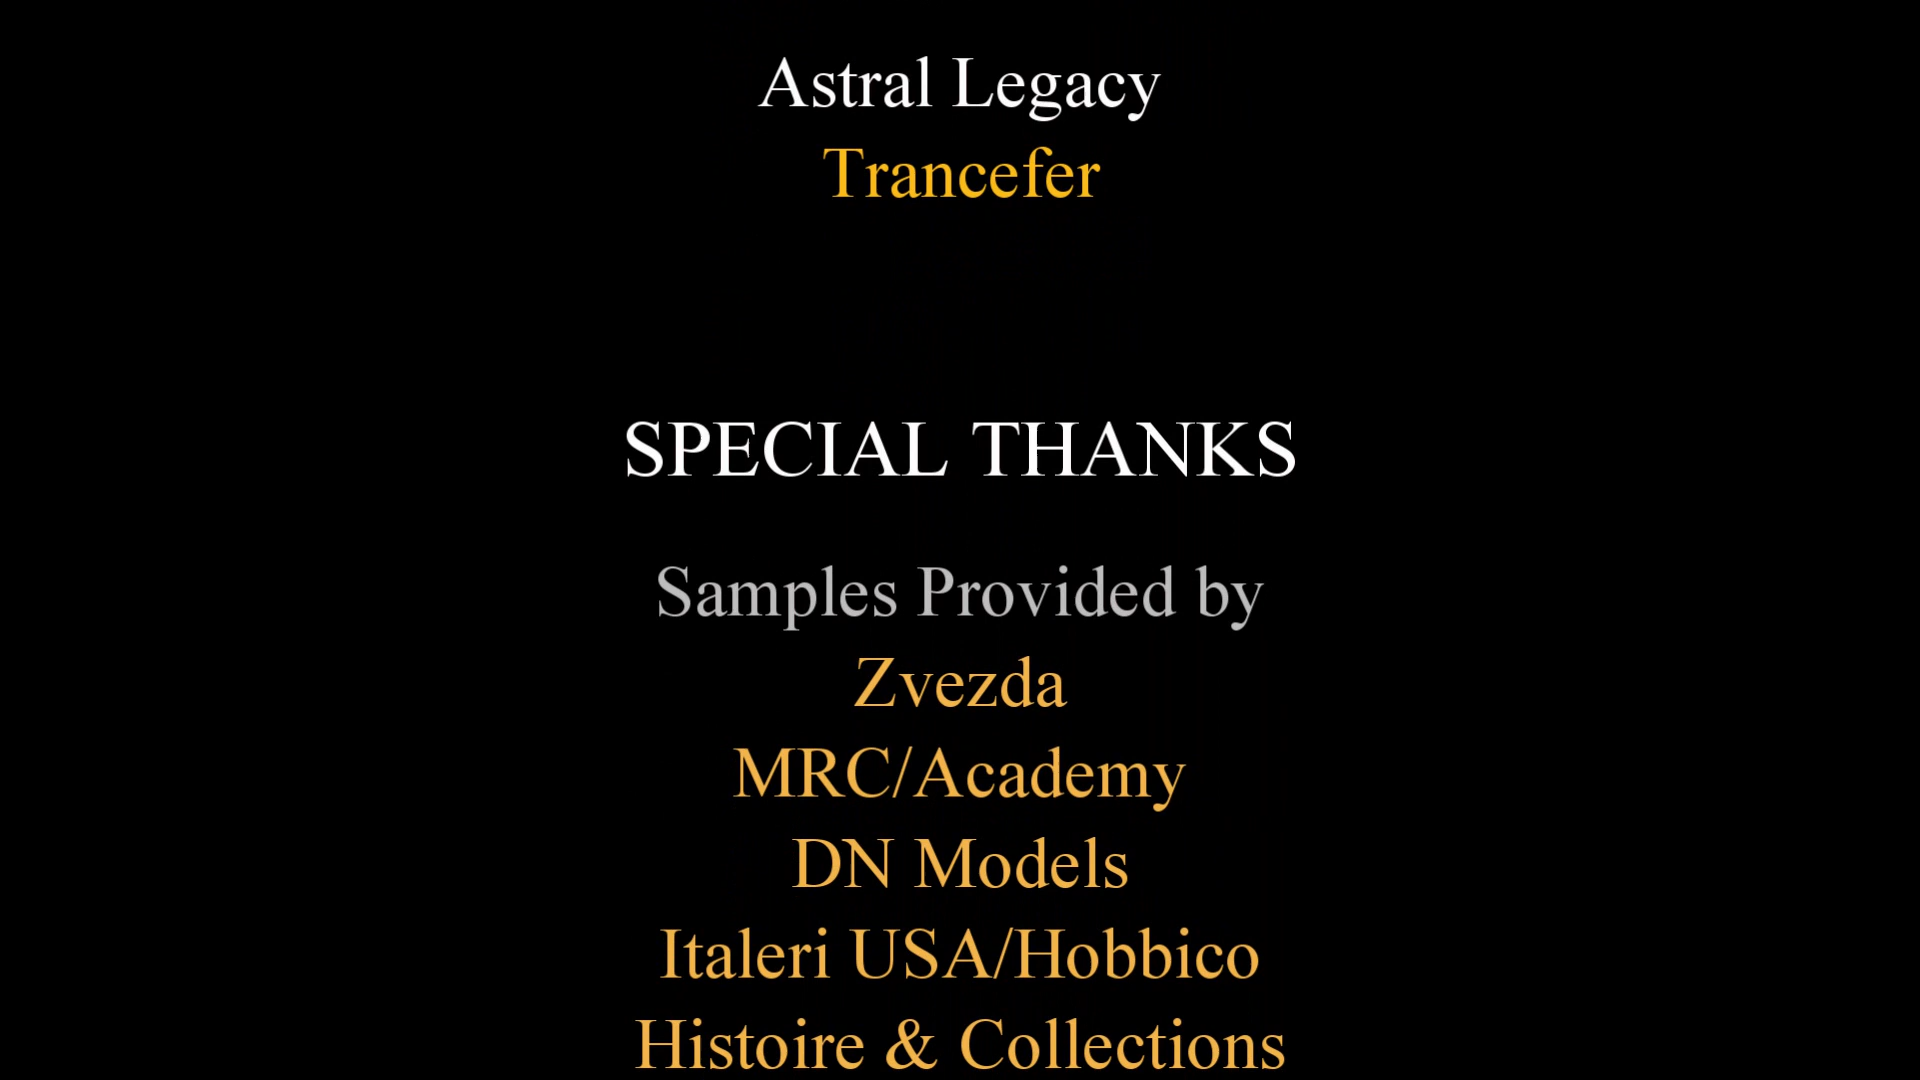 Astral Legacy
Trancefer
SPECIAL THANKS
Samples Provided by
Zvezda
MRC/Academy
DN Models
Italeri USA/Hobbico
Histoire & Collections